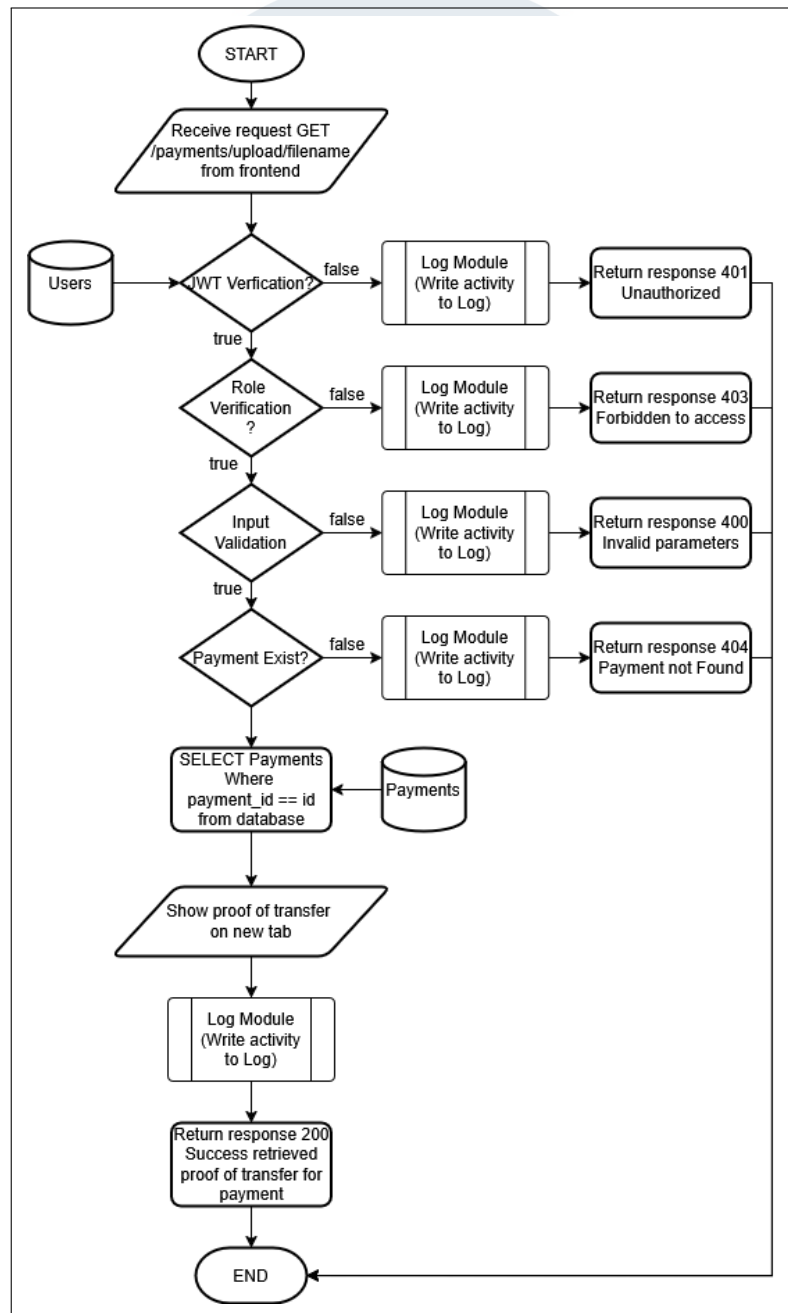 START
Receive request GET
/payments/upload/filename
from frontend
Users
JWT Verfication?
false
Log Module
(Write activity
to Log)
Return response 401
Unauthorized
true
Role
Verification
?
false
Log Module
(Write activity
to Log)
Return response 403
Forbidden to access
true
Input
Validation
false
Log Module
(Write activity
to Log)
Return response 400
Invalid parameters
true
Payment Exist?
false
Log Module
(Write activity
to Log)
Return response 404
Payment not Found
SELECT Payments
Where
payment_id == id
from database
Payments
Show proof of transfer
on new tab
Log Module
(Write activity
to Log)
Return response 200
Success retrieved
proof of transfer for
payment
END